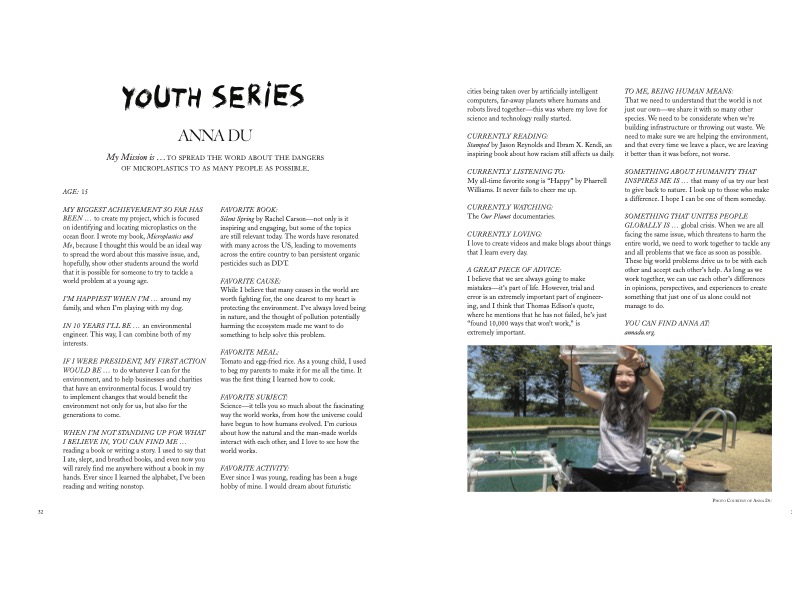 YOUTH SERIES
ANNA DU
My Mission is … TO SPREAD THE WORD ABOUT THE DANGERS
OF MICROPLASTICS TO AS MANY PEOPLE AS POSSIBLE.
AGE: 15
MY BIGGEST ACHIEVEMENT SO FAR HAS
BEEN … to create my project, which is focused
on identifying and locating microplastics on the
ocean floor. I wrote my book, Microplastics and
Me, because I thought this would be an ideal way
to spread the word about this massive issue, and,
hopefully, show other students around the world
that it is possible for someone to try to tackle a
world problem at a young age.
I'M HAPPIEST WHEN I'M … around my
family, and when I'm playing with my dog.
IN 10 YEARS I'LL BE … an environmental
engineer. This way, I can combine both of my
interests.
IF I WERE PRESIDENT, MY FIRST ACTION
WOULD BE … to do whatever I can for the
environment, and to help businesses and charities
that have an environmental focus. I would try
to implement changes that would benefit the
environment not only for us, but also for the
generations to come.
WHEN I'M NOT STANDING UP FOR WHAT
I BELIEVE IN, YOU CAN FIND ME …
reading a book or writing a story. I used to say that
I ate, slept, and breathed books, and even now you
will rarely find me anywhere without a book in my
hands. Ever since I learned the alphabet, I've been
reading and writing nonstop.
FAVORITE BOOK:
Silent Spring by Rachel Carson—not only is it
inspiring and engaging, but some of the topics
are still relevant today. The words have resonated
with many across the US, leading to movements
across the entire country to ban persistent organic
pesticides such as DDT.
FAVORITE CAUSE:
While I believe that many causes in the world are
worth fighting for, the one dearest to my heart is
protecting the environment. I've always loved being
in nature, and the thought of pollution potentially
harming the ecosystem made me want to do
something to help solve this problem.
FAVORITE MEAL:
Tomato and egg-fried rice. As a young child, I used
to beg my parents to make it for me all the time. It
was the first thing I learned how to cook.
FAVORITE SUBJECT:
Science—it tells you so much about the fascinating
way the world works, from how the universe could
have begun to how humans evolved. I'm curious
about how the natural and the man-made worlds
interact with each other, and I love to see how the
world works.
FAVORITE ACTIVITY:
Ever since I was young, reading has been a huge
hobby of mine. I would dream about futuristic
32
cities being taken over by artificially intelligent
computers, far-away planets where humans and
robots lived together—this was where my love for
science and technology really started.
CURRENTLY READING:
Stamped by Jason Reynolds and Ibram X. Kendi, an
inspiring book about how racism still affects us daily.
CURRENTLY LISTENING TO:
My all-time favorite song is "Happy" by Pharrell
Williams. It never fails to cheer me up.
CURRENTLY WATCHING:
The Our Planet documentaries.
CURRENTLY LOVING:
I love to create videos and make blogs about things
that I learn every day.
A GREAT PIECE OF ADVICE:
I believe that we are always going to make
mistakes—it's part of life. However, trial and
error is an extremely important part of engineer-
ing, and I think that Thomas Edison's quote,
where he mentions that he has not failed, he's just
"found 10,000 ways that won't work," is
extremely important.
TO ME, BEING HUMAN MEANS:
That we need to understand that the world is not
just our own—we share it with so many other
species. We need to be considerate when we're
building infrastructure or throwing out waste. We
need to make sure we are helping the environment,
and that every time we leave a place, we are leaving
it better than it was before, not worse.
SOMETHING ABOUT HUMANITY THAT
INSPIRES ME IS … that many of us try our best
to give back to nature. I look up to those who make
a difference. I hope I can be one of them someday.
SOMETHING THAT UNITES PEOPLE
GLOBALLY IS … global crisis. When we are all
facing the same issue, which threatens to harm the
entire world, we need to work together to tackle any
and all problems that we face as soon as possible.
These big world problems drive us to be with each
other and accept each other's help. As long as we
work together, we can use each other's differences
in opinions, perspectives, and experiences to create
something that just one of us alone could not
manage to do.
YOU CAN FIND ANNA AT:
annadu.org.
PHOTO COURTESY OF ANNA DU